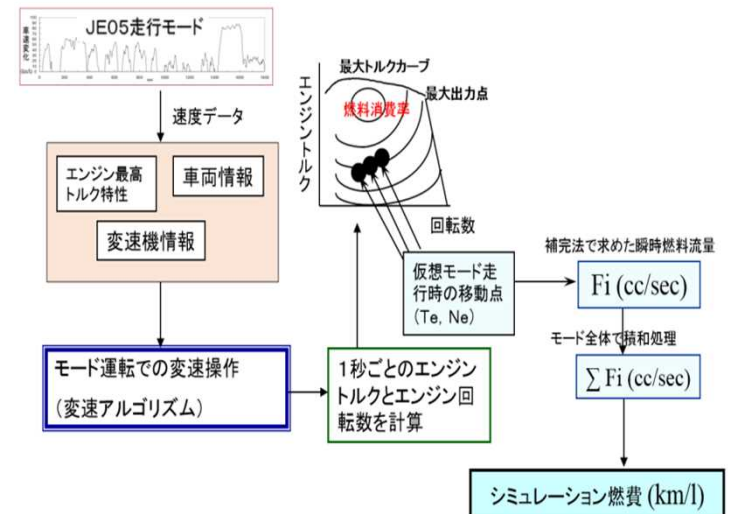 JE05走行モード
車速変化
速度データ
エンジン最高
トルク特性
車両情報
変速機情報
モード運転での変速操作
（変速アルゴリズム）
1秒ごとのエンジン
トルクとエンジン回
転数を計算
最大トルクカーブ
最大出力点
燃料消費率
エンジントルク
回転数
仮想モード走
行時の移動点
(Te, Ne)
補完法で求めた瞬時燃料流量
Fi (cc/sec)
モード全体で積和処理
∑ Fi (cc/sec)
シミュレーション燃費 (km/l)